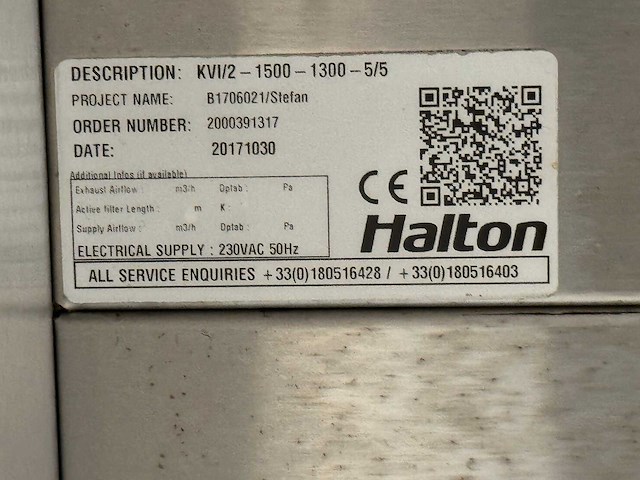 DESCRIPTION: KVI/2 - 1500 - 1300 - 5/5
PROJECT NAME: B1706021/Stefan
ORDER NUMBER: 2000391317
DATE: 20171030
Additional Infos (if available)
Exhaust Airflow : m3/h Dptab : Pa
Active filter Length : m K :
Supply Airflow : m3/h Dptab : Pa
ELECTRICAL SUPPLY : 230VAC 50Hz
CE
Halton
ALL SERVICE ENQUIRIES +33(0)180516428 / +33(0)180516403